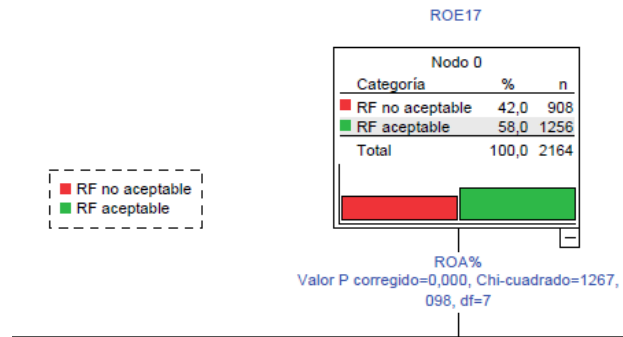 ROE17
Nodo 0
Categoría % n
RF no aceptable 42,0 908
RF aceptable 58,0 1256
Total 100,0 2164
RF no aceptable
RF aceptable
ROA%
Valor P corregido=0,000, Chi-cuadrado=1267,
098, df=7